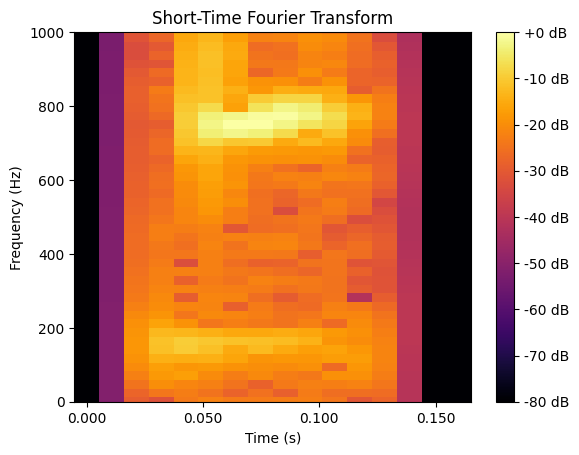 Short-Time Fourier Transform
1000
800
600
400
200
0
Frequency (Hz)
0.000
0.050
0.100
0.150
Time (s)
+0 dB
-10 dB
-20 dB
-30 dB
-40 dB
-50 dB
-60 dB
-70 dB
-80 dB